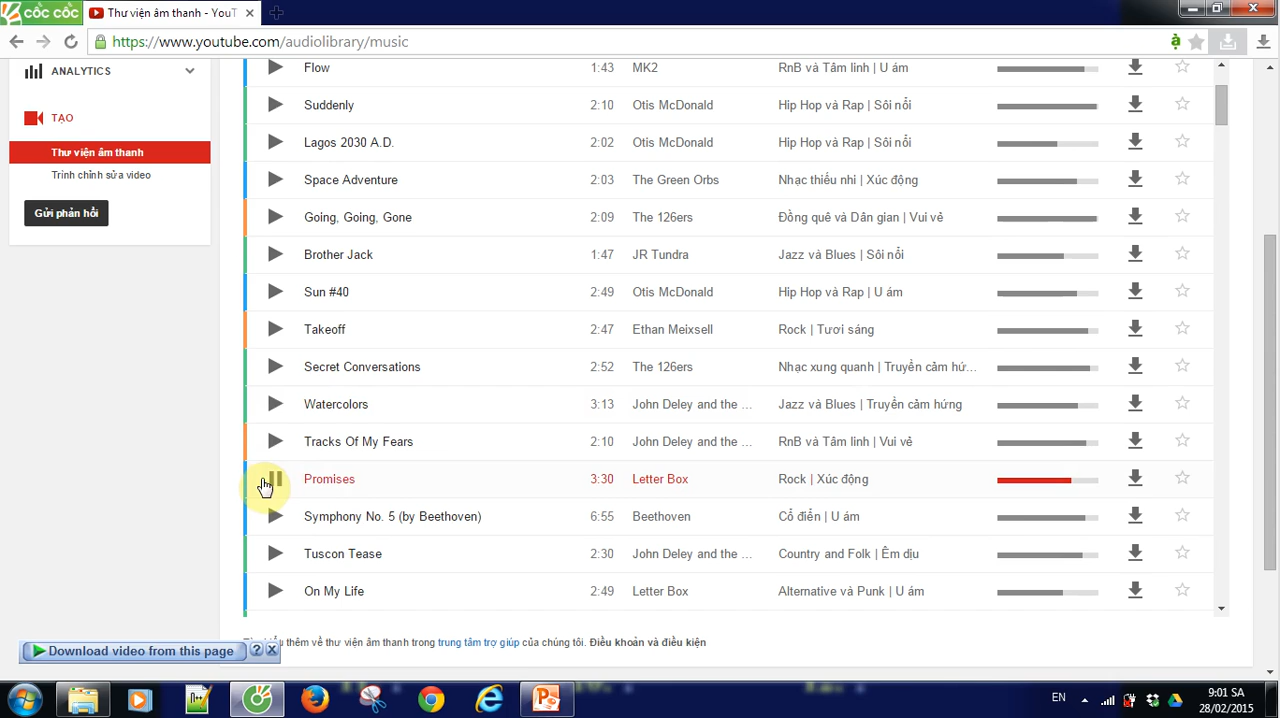 cốc cốc
Thư viện âm thanh - YouT
https://www.youtube.com/audiolibrary/music
ANALYTICS
TẠO
Thư viện âm thanh
Trình chỉnh sửa video
Gửi phản hồi
Flow 1:43 MK2 RnB và Tâm linh | U ám
Suddenly 2:10 Otis McDonald Hip Hop và Rap | Sôi nổi
Lagos 2030 A.D. 2:02 Otis McDonald Hip Hop và Rap | Sôi nổi
Space Adventure 2:03 The Green Orbs Nhạc thiếu nhi | Xúc động
Going, Going, Gone 2:09 The 126ers Đồng quê và Dân gian | Vui vẻ
Brother Jack 1:47 JR Tundra Jazz và Blues | Sôi nổi
Sun #40 2:49 Otis McDonald Hip Hop và Rap | U ám
Takeoff 2:47 Ethan Meixsell Rock | Tươi sáng
Secret Conversations 2:52 The 126ers Nhạc xung quanh | Truyền cảm hứ...
Watercolors 3:13 John Deley and the ... Jazz và Blues | Truyền cảm hứng
Tracks Of My Fears 2:10 John Deley and the ... RnB và Tâm linh | Vui vẻ
Promises 3:30 Letter Box Rock | Xúc động
Symphony No. 5 (by Beethoven) 6:55 Beethoven Cổ điển | U ám
Tuscon Tease 2:30 John Deley and the ... Country and Folk | Êm dịu
On My Life 2:49 Letter Box Alternative và Punk | U ám
thêm về thư viện âm thanh trong trung tâm trợ giúp của chúng tôi. Điều khoản và điều kiện
Download video from this page
EN
9:01 SA
28/02/2015